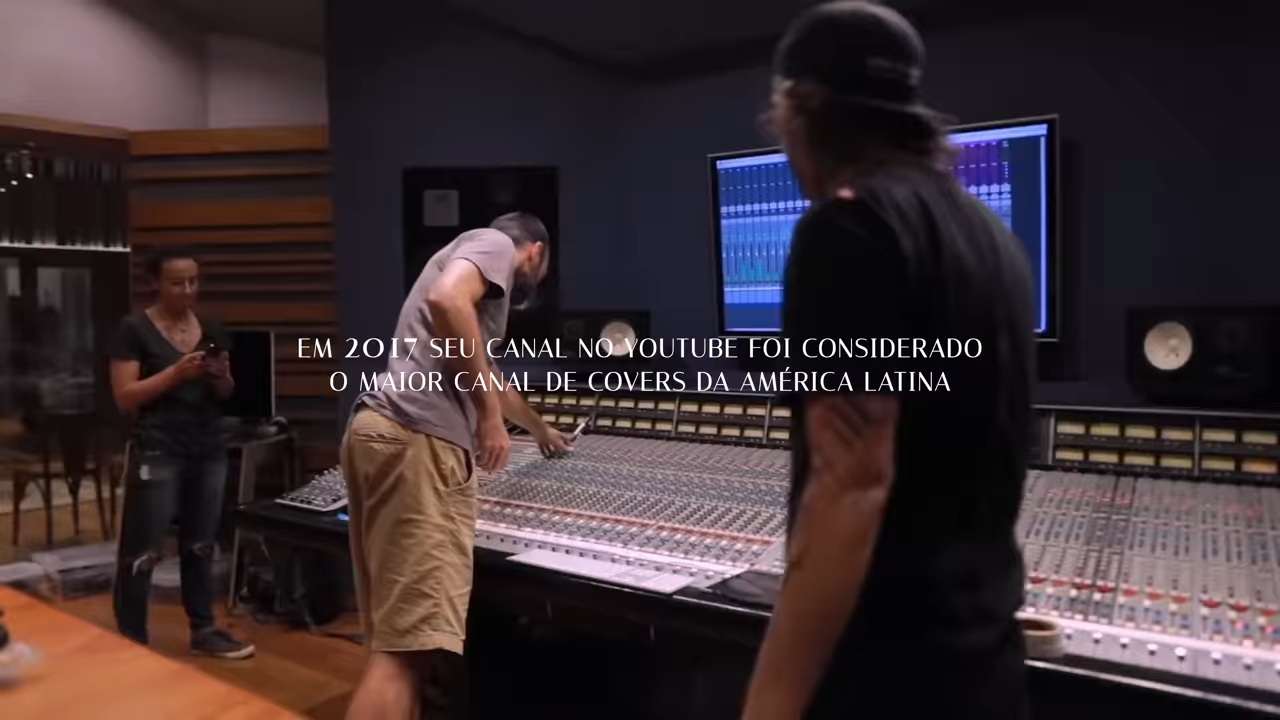 EM 2017 SEU CANAL NO YOUTUBE FOI CONSIDERADO
O MAIOR CANAL DE COVERS DA AMÉRICA LATINA